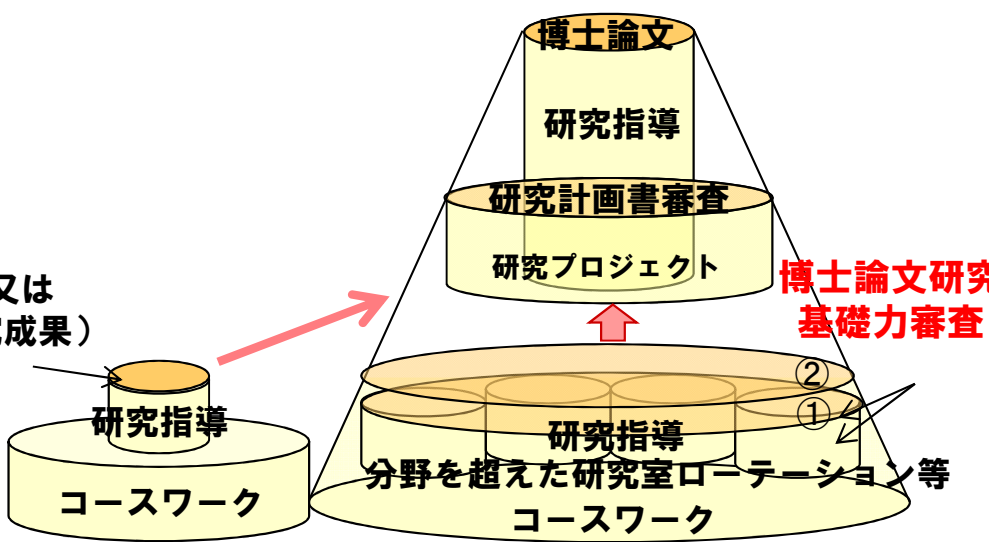 博士論文
研究指導
研究計画書審査
研究プロジェクト
又は
成果）
博士論文研究
基礎力審査
②
①
研究指導
研究指導
分野を超えた研究室ローテーション等
コースワーク
コースワーク